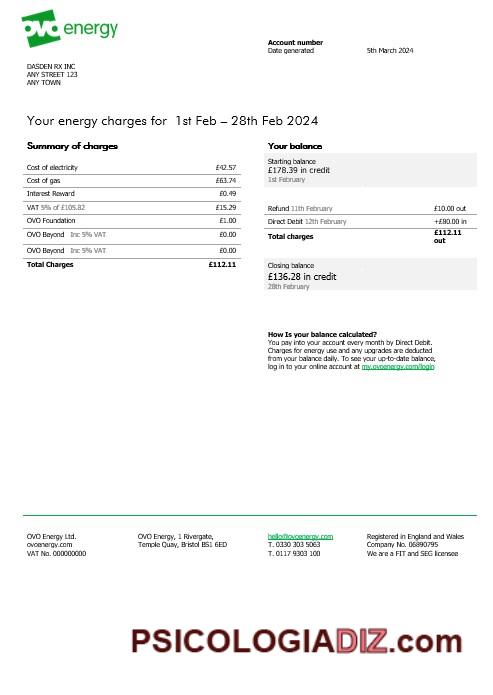 ovo energy
Account number
Date generated 5th March 2024
DASDEN RX INC
ANY STREET 123
ANY TOWN
Your energy charges for 1st Feb – 28th Feb 2024
Summary of charges
Cost of electricity £42.57
Cost of gas £63.74
Interest Reward £0.49
VAT 5% of £105.82 £15.29
OVO Foundation £1.00
OVO Beyond Inc 5% VAT £0.00
OVO Beyond Inc 5% VAT £0.00
Total Charges £112.11
Your balance
Starting balance
£178.39 in credit
1st February
Refund 11th February £10.00 out
Direct Debit 12th February +£80.00 in
Total charges £112.11
out
Closing balance
£136.28 in credit
28th February
How Is your balance calculated?
You pay into your account every month by Direct Debit.
Charges for energy use and any upgrades are deducted
from your balance daily. To see your up-to-date balance,
log in to your online account at my.ovoenergy.com/login
OVO Energy Ltd.
ovoenergy.com
VAT No. 000000000
OVO Energy, 1 Rivergate,
Temple Quay, Bristol BS1 6ED
hello@ovoenergy.com
T. 0330 303 5063
T. 0117 9303 100
Registered in England and Wales
Company No. 06890795
We are a FIT and SEG licensee
PSICOLOGIADIZ.com